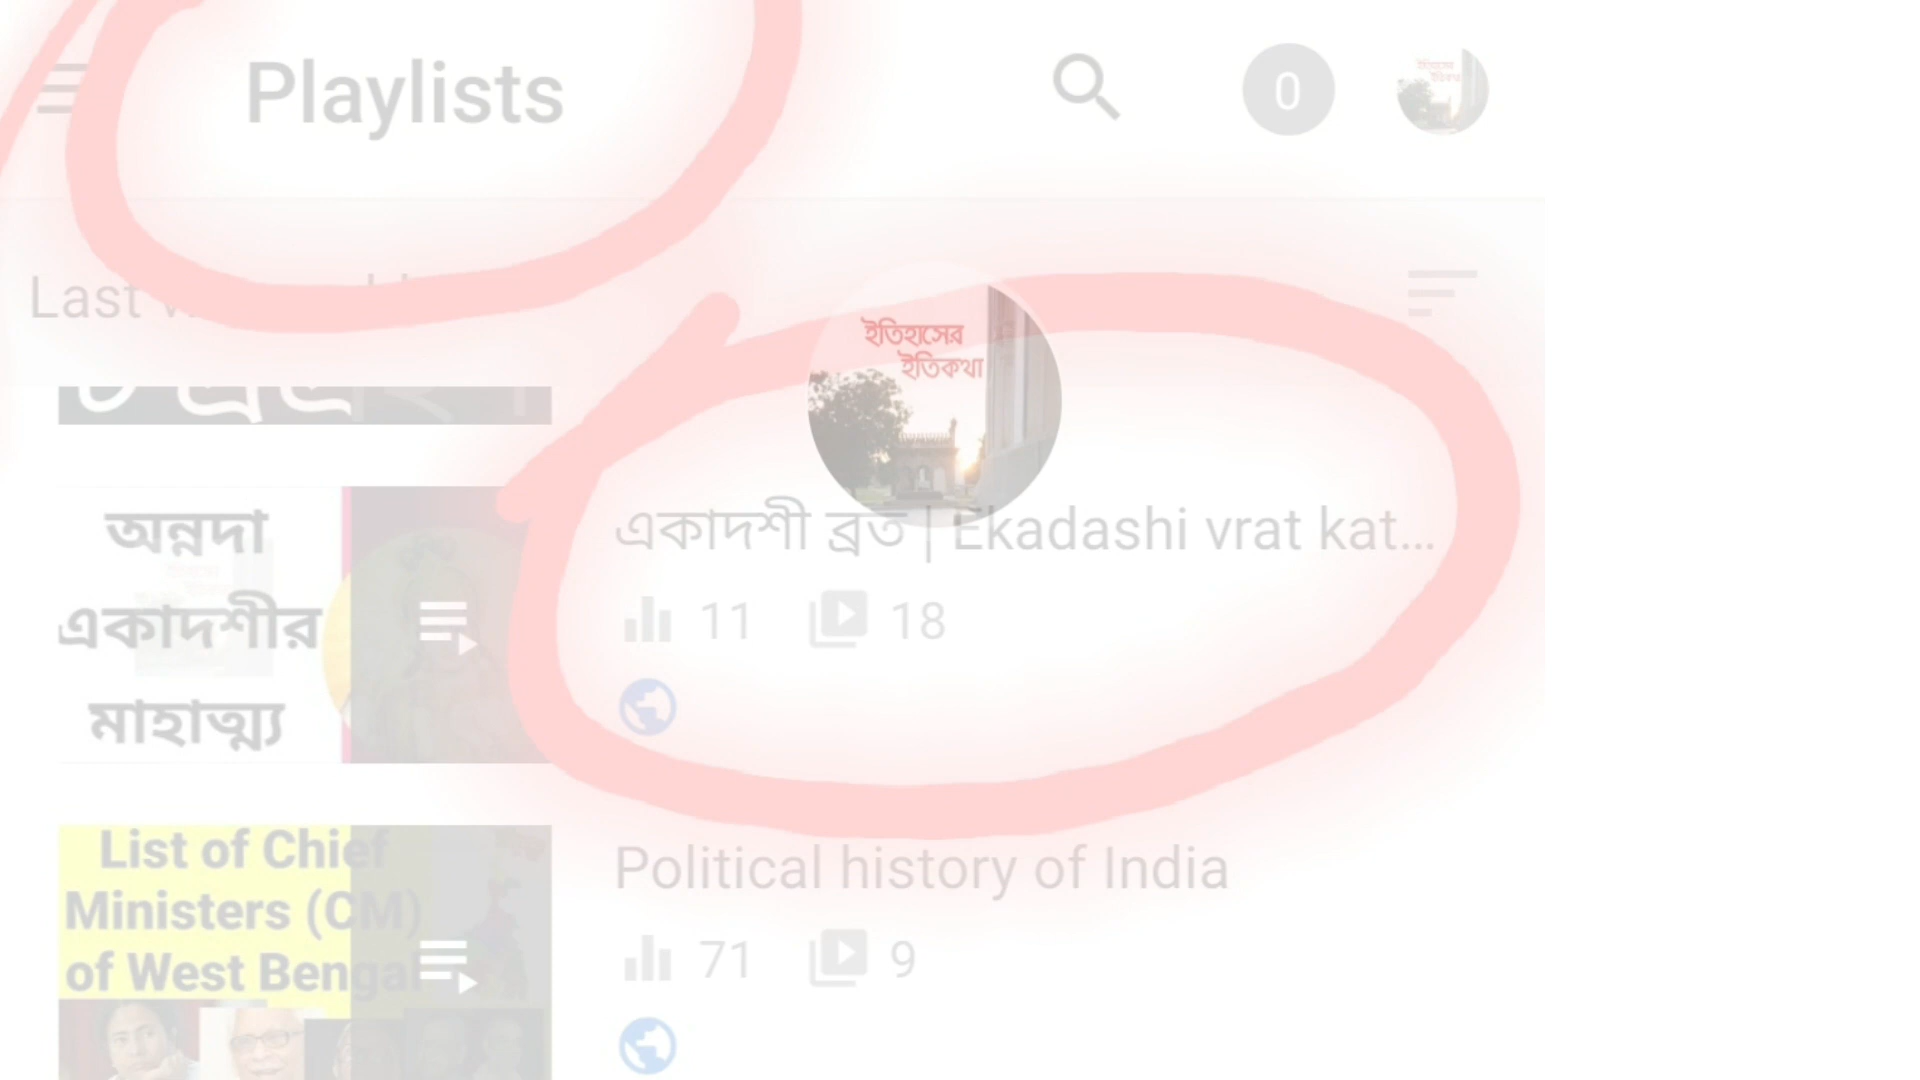 Playlists
0
Last
ইতিহাসের
ইতিকথা
অন্নদা
একাদশীর
মাহাত্ম্য
একাদশী ব্রত | Ekadashi vrat kat...
11 18
List of Chief
Ministers (CM)
of West Bengal
Political history of India
71 9